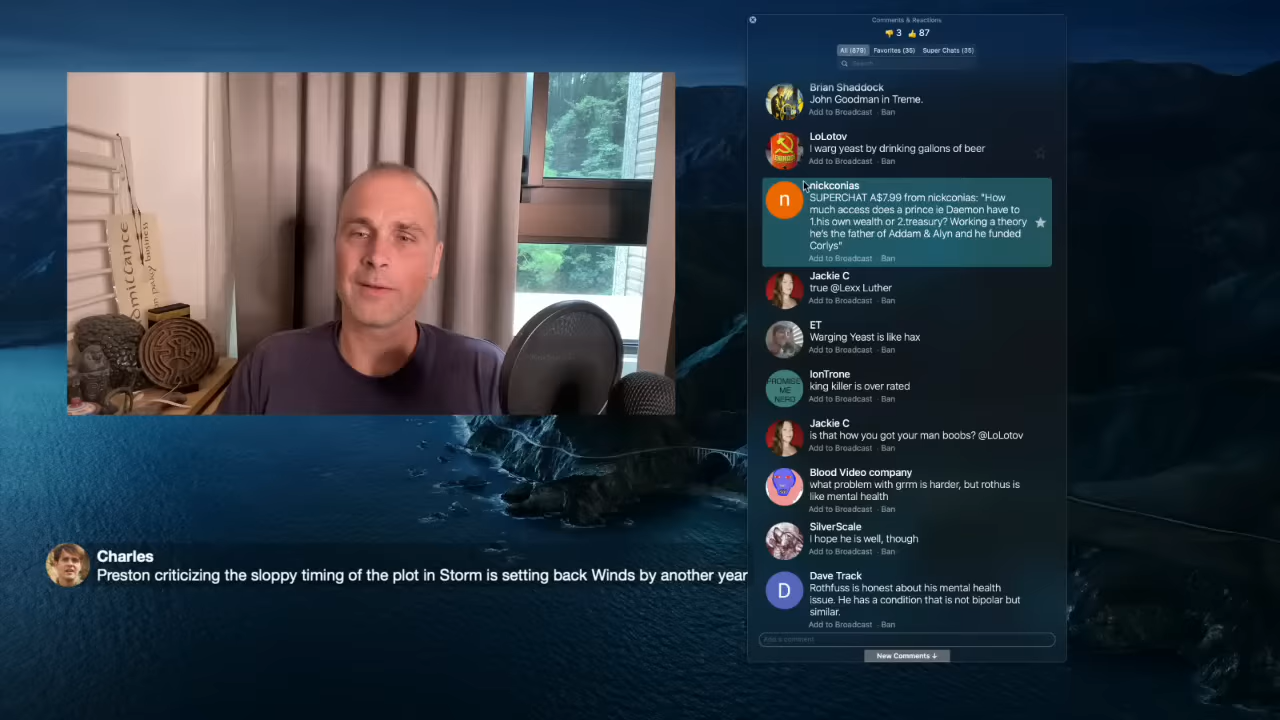 Comments & Reactions
👎 3 👍 87
All (879) Favorites (35) Super Chats (35)
Search
Brian Shaddock
John Goodman in Treme.
Add to Broadcast · Ban
LoLotov
I warg yeast by drinking gallons of beer
Add to Broadcast · Ban
n
nickconias
SUPERCHAT A$7.99 from nickconias: "How
much access does a prince ie Daemon have to
1.his own wealth or 2.treasury? Working a theory
he's the father of Addam & Alyn and he funded
Corlys"
Add to Broadcast · Ban
Jackie C
true @Lexx Luther
Add to Broadcast · Ban
ET
Warging Yeast is like hax
Add to Broadcast · Ban
PROMISE
ME
NERO
IonTrone
king killer is over rated
Add to Broadcast · Ban
Jackie C
is that how you got your man boobs? @LoLotov
Add to Broadcast · Ban
Blood Video company
what problem with grrm is harder, but rothus is
like mental health
Add to Broadcast · Ban
SilverScale
I hope he is well, though
Add to Broadcast · Ban
D
Dave Track
Rothfuss is honest about his mental health
issue. He has a condition that is not bipolar but
similar.
Add to Broadcast · Ban
Add a comment
New Comments ↓
Charles
Preston criticizing the sloppy timing of the plot in Storm is setting back Winds by another year